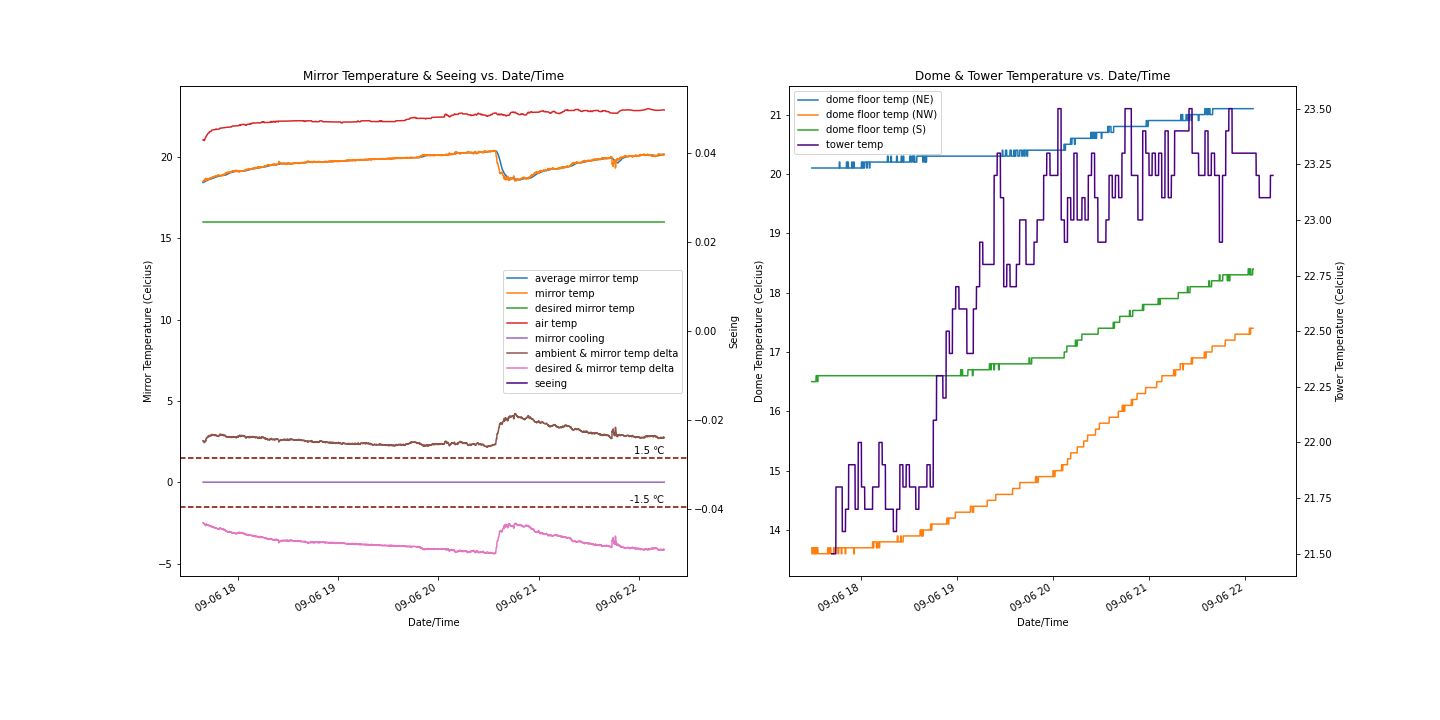 Mirror Temperature & Seeing vs. Date/Time
Mirror Temperature (Celcius)
20
15
10
5
0
−5
0.04
0.02
0.00
−0.02
−0.04
Seeing
average mirror temp
mirror temp
desired mirror temp
air temp
mirror cooling
ambient & mirror temp delta
desired & mirror temp delta
seeing
1.5 ℃
-1.5 ℃
09-06 18
09-06 19
09-06 20
09-06 21
09-06 22
Date/Time
Dome & Tower Temperature vs. Date/Time
Dome Temperature (Celcius)
21
20
19
18
17
16
15
14
dome floor temp (NE)
dome floor temp (NW)
dome floor temp (S)
tower temp
23.50
23.25
23.00
22.75
22.50
22.25
22.00
21.75
21.50
Tower Temperature (Celcius)
09-06 18
09-06 19
09-06 20
09-06 21
09-06 22
Date/Time